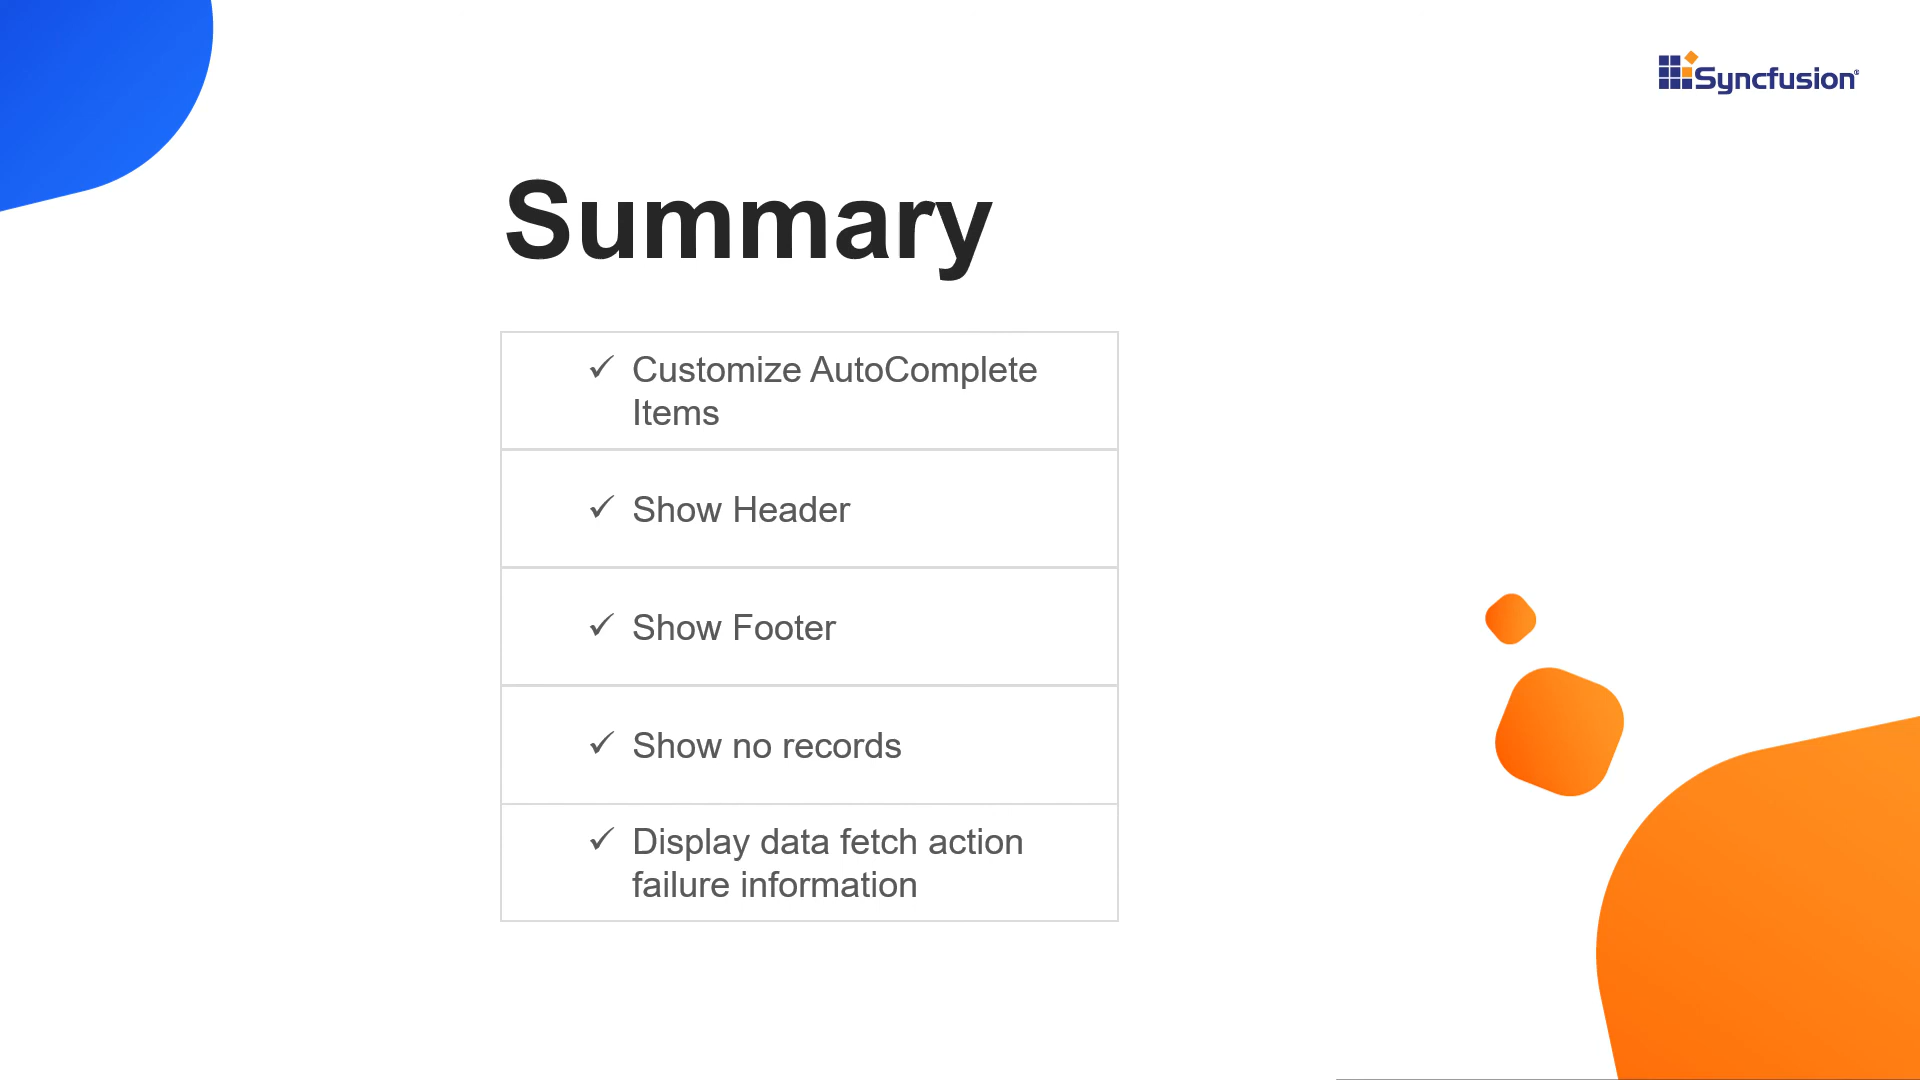 Syncfusion®
Summary
✓ Customize AutoComplete
Items
✓ Show Header
✓ Show Footer
✓ Show no records
✓ Display data fetch action
failure information